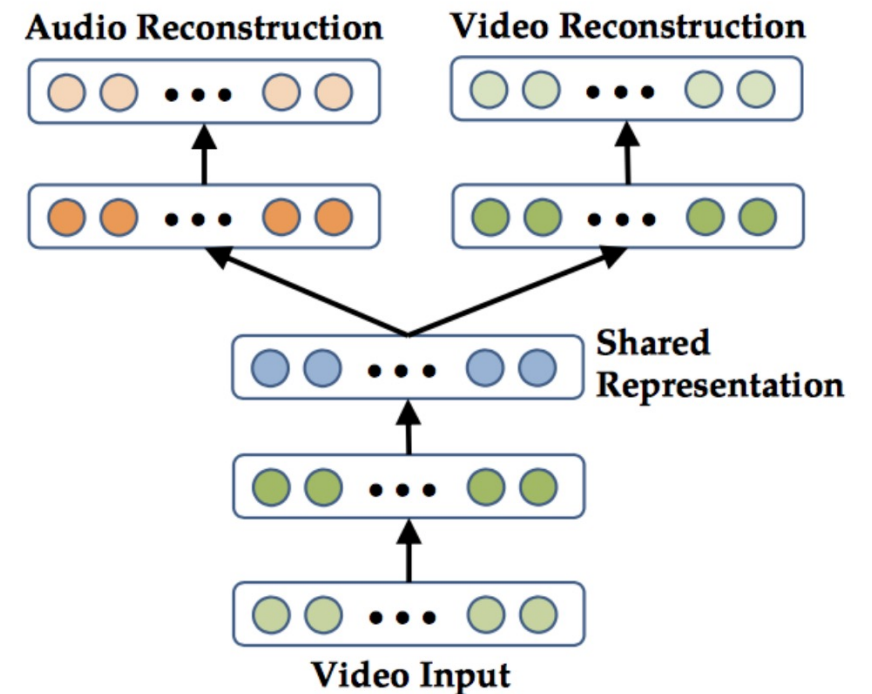 Audio Reconstruction
Video Reconstruction
Shared
Representation
Video Input